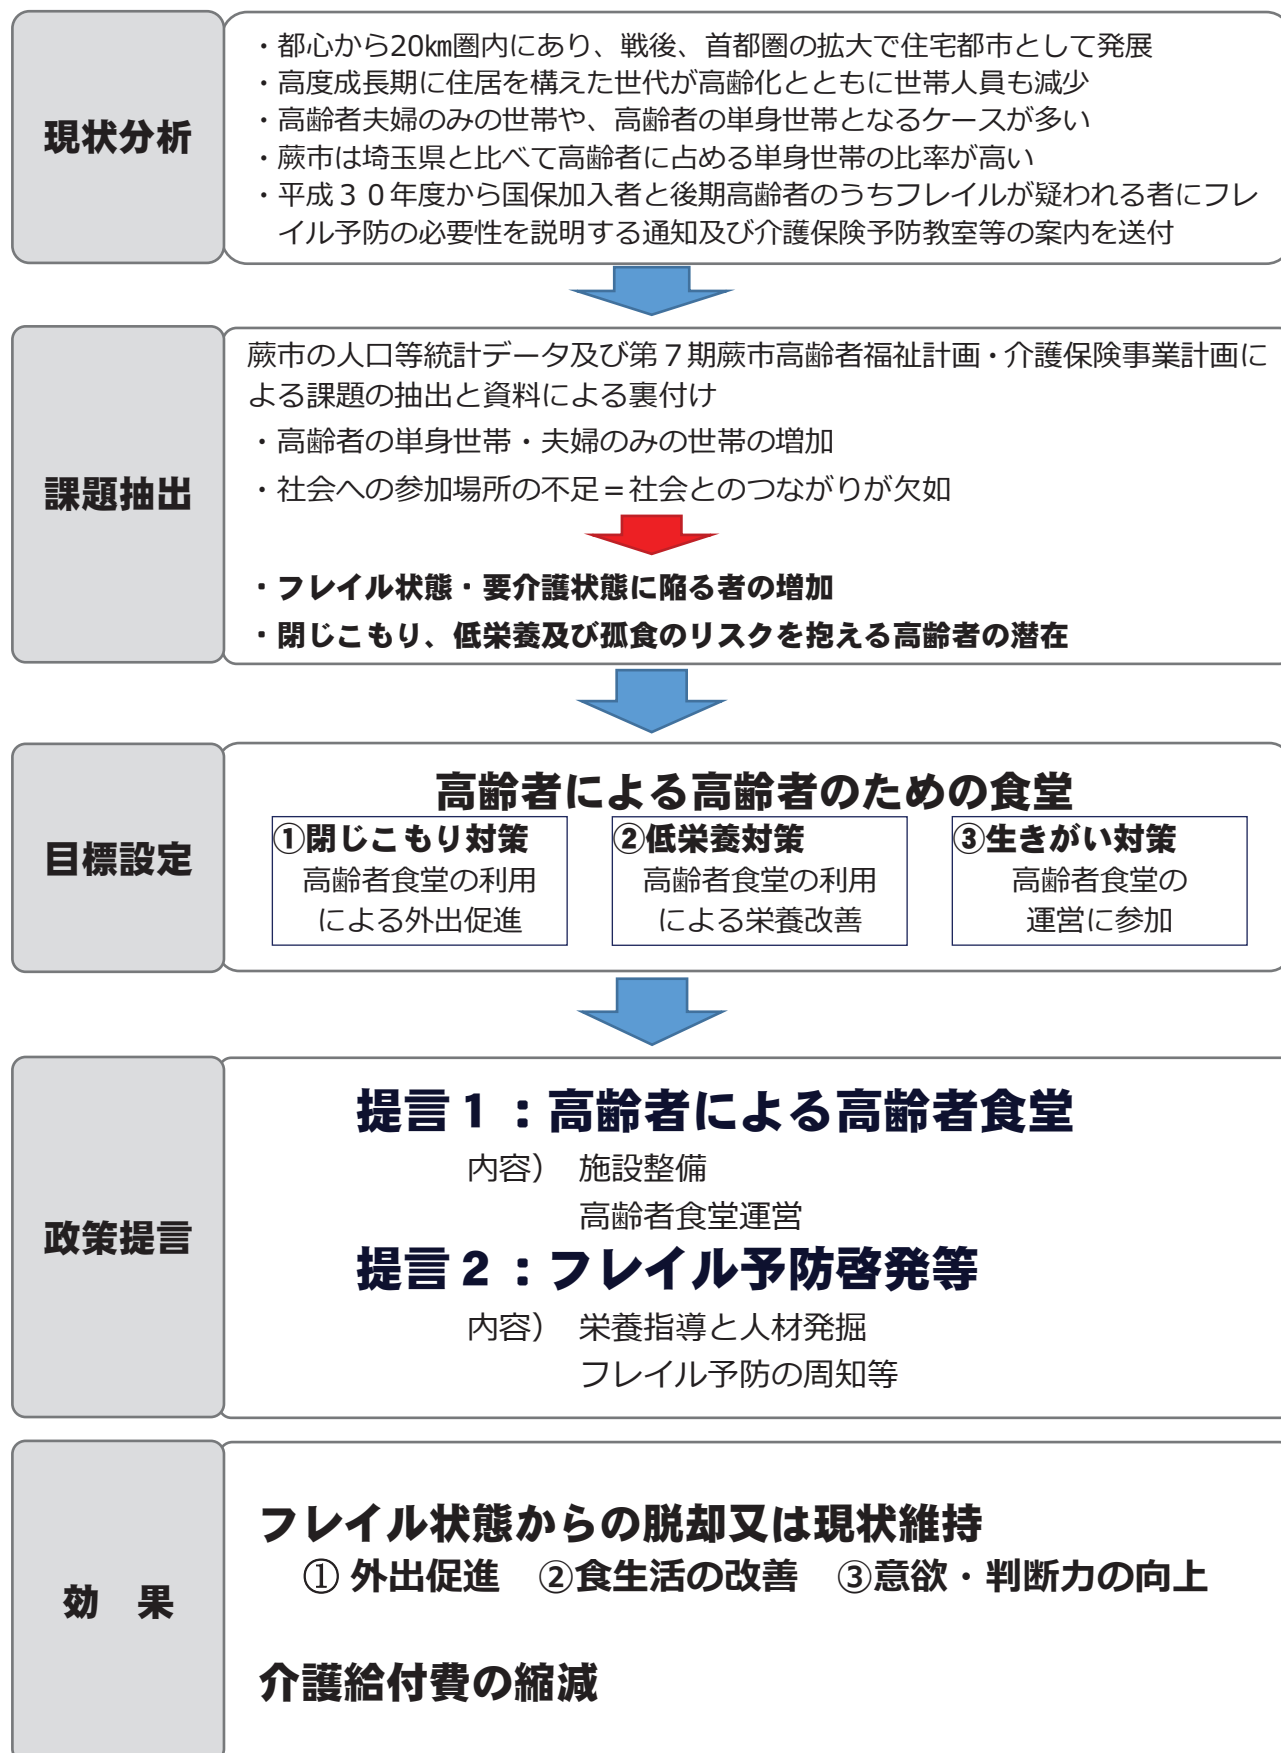 現状分析
・都心から20㎞圏内にあり、戦後、首都圏の拡大で住宅都市として発展
・高度成長期に住居を構えた世代が高齢化とともに世帯人員も減少
・高齢者夫婦のみの世帯や、高齢者の単身世帯となるケースが多い
・蕨市は埼玉県と比べて高齢者に占める単身世帯の比率が高い
・平成３０年度から国保加入者と後期高齢者のうちフレイルが疑われる者にフレ
イル予防の必要性を説明する通知及び介護保険予防教室等の案内を送付
課題抽出
蕨市の人口等統計データ及び第７期蕨市高齢者福祉計画・介護保険事業計画に
よる課題の抽出と資料による裏付け
・高齢者の単身世帯・夫婦のみの世帯の増加
・社会への参加場所の不足＝社会とのつながりが欠如
・フレイル状態・要介護状態に陥る者の増加
・閉じこもり、低栄養及び孤食のリスクを抱える高齢者の潜在
目標設定
高齢者による高齢者のための食堂
①閉じこもり対策
高齢者食堂の利用
による外出促進
②低栄養対策
高齢者食堂の利用
による栄養改善
③生きがい対策
高齢者食堂の
運営に参加
政策提言
提言１：高齢者による高齢者食堂
内容） 施設整備
高齢者食堂運営
提言２：フレイル予防啓発等
内容） 栄養指導と人材発掘
フレイル予防の周知等
効　果
フレイル状態からの脱却又は現状維持
① 外出促進　②食生活の改善　③意欲・判断力の向上
介護給付費の縮減